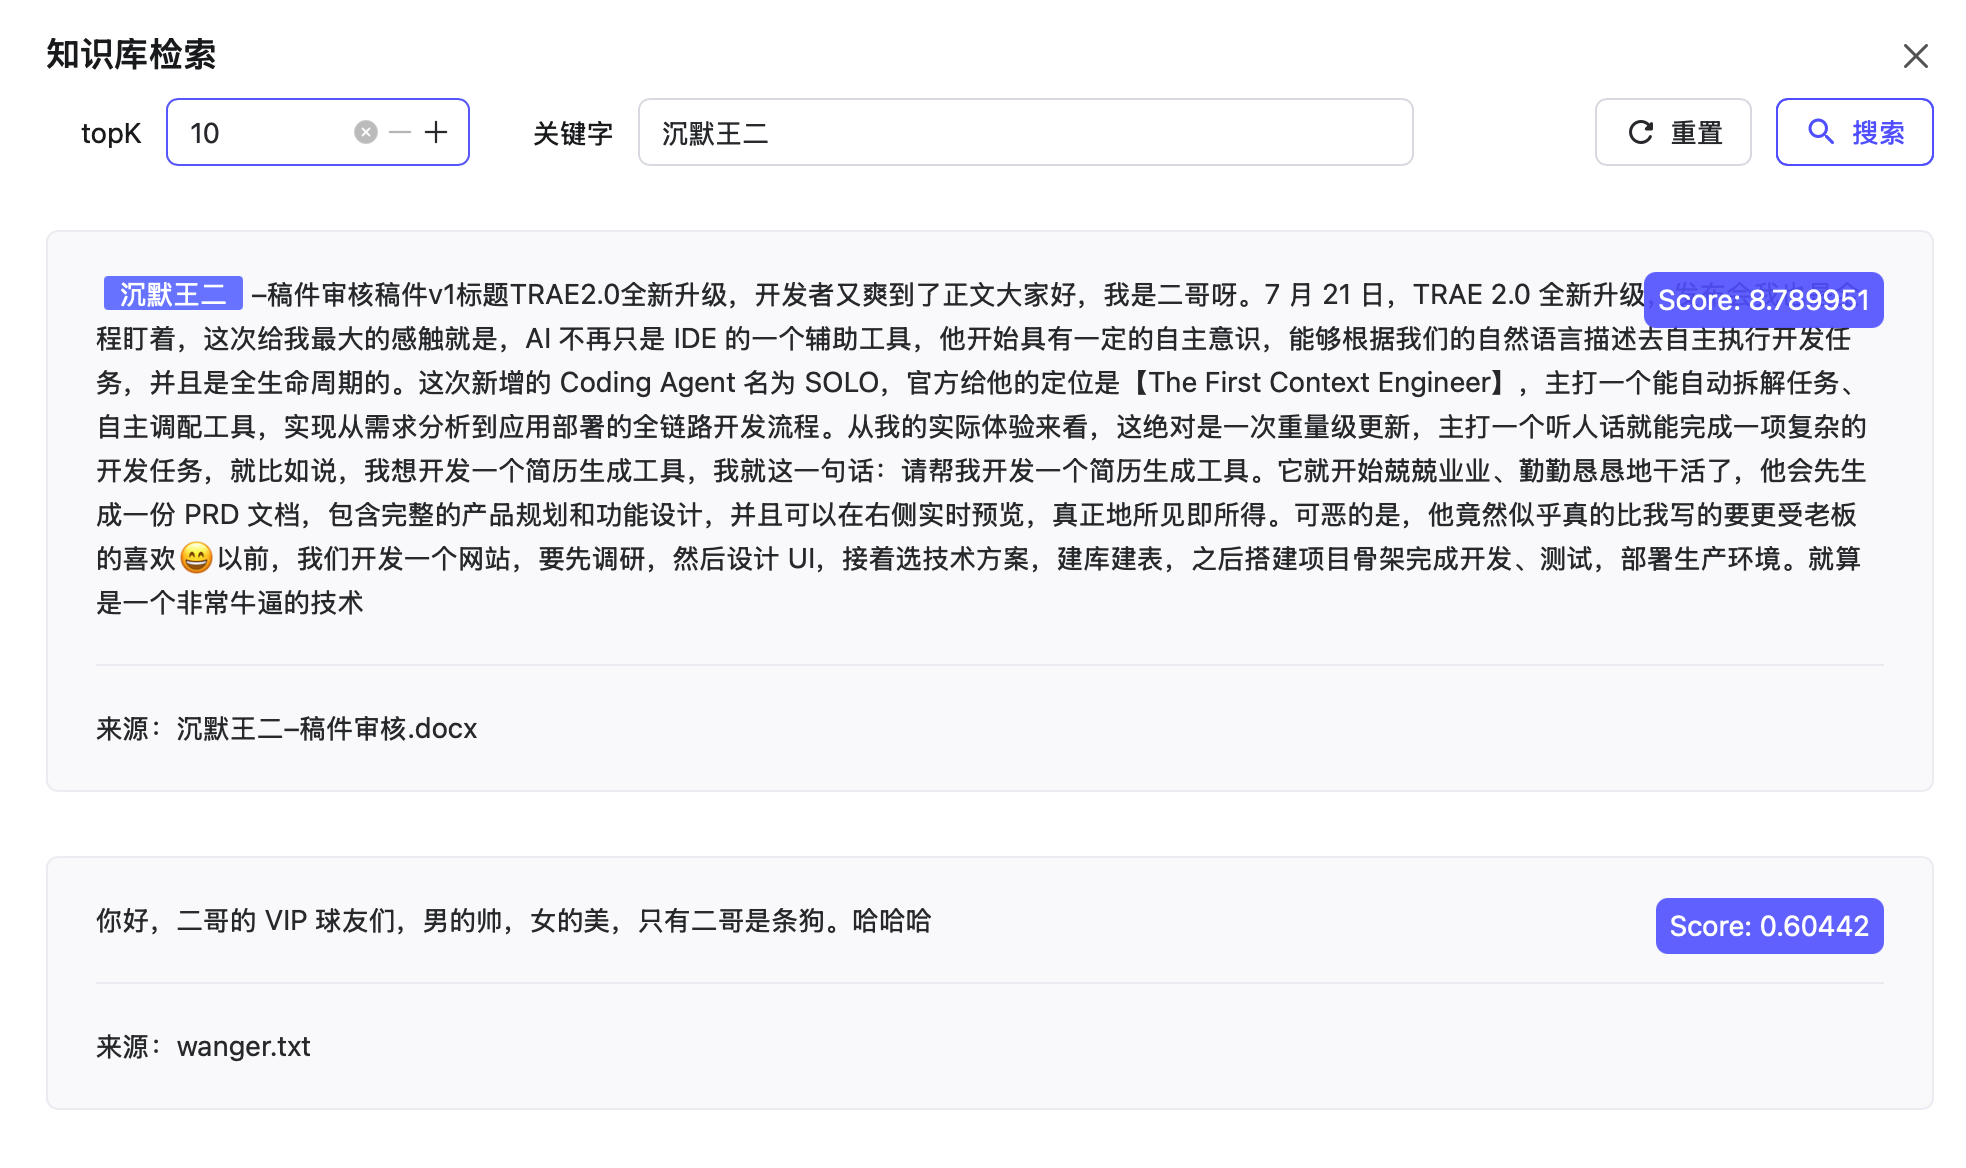 知识库检索
topK 10 关键字 沉默王二 重置 搜索
沉默王二 –稿件审核稿件v1标题TRAE2.0全新升级，开发者又爽到了正文大家好，我是二哥呀。7 月 21 日，TRAE 2.0 全新升级，发布会我也是全
Score: 8.789951
程盯着，这次给我最大的感触就是，AI 不再只是 IDE 的一个辅助工具，他开始具有一定的自主意识，能够根据我们的自然语言描述去自主执行开发任
务，并且是全生命周期的。这次新增的 Coding Agent 名为 SOLO，官方给他的定位是【The First Context Engineer】，主打一个能自动拆解任务、
自主调配工具，实现从需求分析到应用部署的全链路开发流程。从我的实际体验来看，这绝对是一次重量级更新，主打一个听人话就能完成一项复杂的
开发任务，就比如说，我想开发一个简历生成工具，我就这一句话：请帮我开发一个简历生成工具。它就开始兢兢业业、勤勤恳恳地干活了，他会先生
成一份 PRD 文档，包含完整的产品规划和功能设计，并且可以在右侧实时预览，真正地所见即所得。可恶的是，他竟然似乎真的比我写的要更受老板
的喜欢😄以前，我们开发一个网站，要先调研，然后设计 UI，接着选技术方案，建库建表，之后搭建项目骨架完成开发、测试，部署生产环境。就算
是一个非常牛逼的技术
来源：沉默王二–稿件审核.docx
你好，二哥的 VIP 球友们，男的帅，女的美，只有二哥是条狗。哈哈哈
Score: 0.60442
来源：wanger.txt